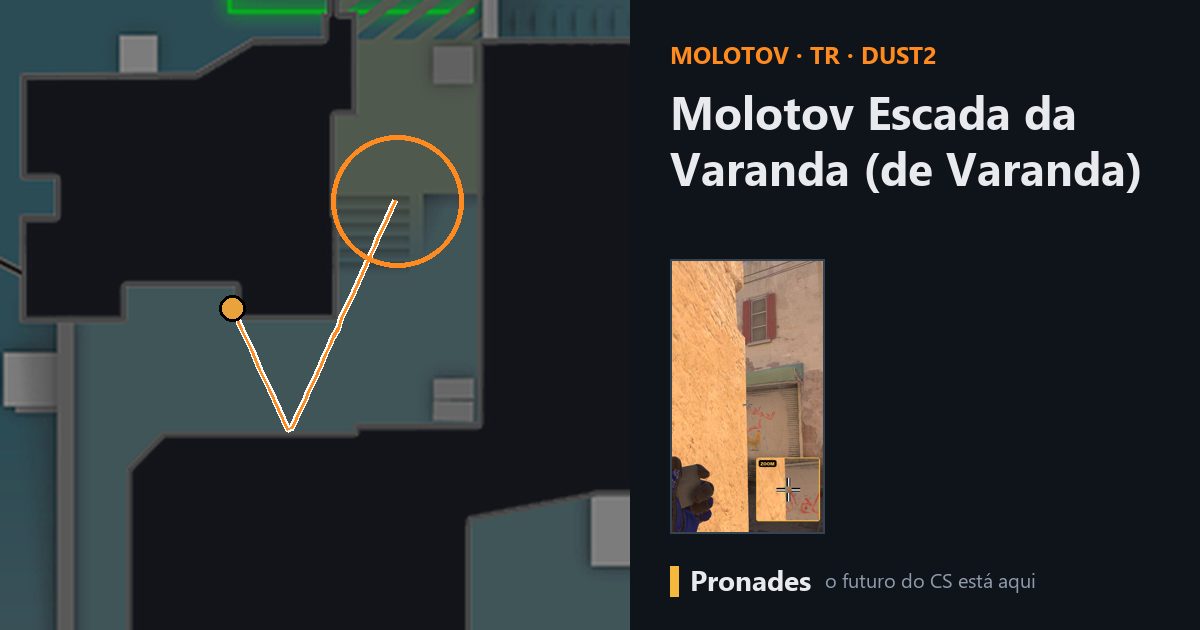 MOLOTOV · TR · DUST2
Molotov Escada da
Varanda (de Varanda)
ZOOM
Pronades o futuro do CS está aqui